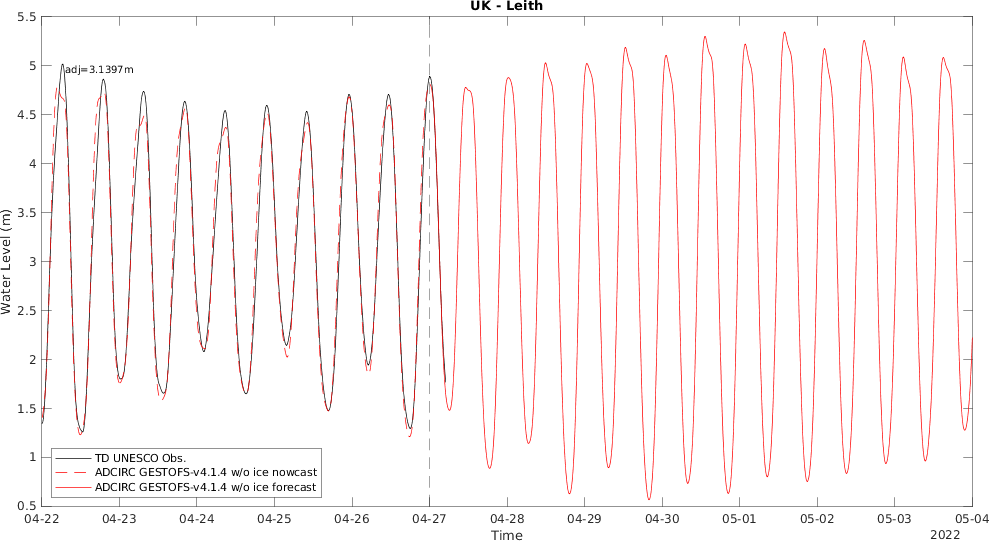 UK - Leith
adj=3.1397m
Water Level (m)
5.5
5
4.5
4
3.5
3
2.5
2
1.5
1
0.5
TD UNESCO Obs.
ADCIRC GESTOFS-v4.1.4 w/o ice nowcast
ADCIRC GESTOFS-v4.1.4 w/o ice forecast
04-22 04-23 04-24 04-25 04-26 04-27 04-28 04-29 04-30 05-01 05-02 05-03 05-04
Time
2022